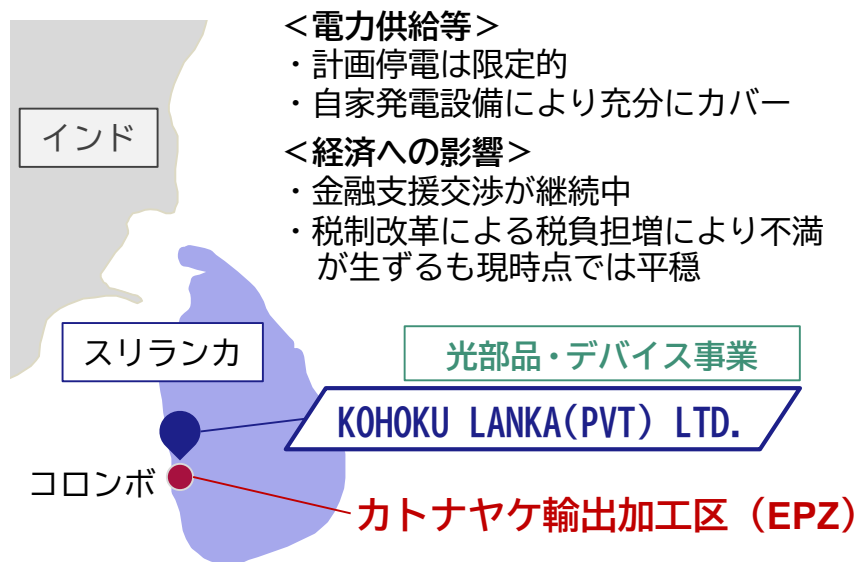 ＜電力供給等＞
・計画停電は限定的
・自家発電設備により充分にカバー
＜経済への影響＞
・金融支援交渉が継続中
・税制改革による税負担増により不満
が生ずるも現時点では平穏
インド
スリランカ
光部品・デバイス事業
KOHOKU LANKA(PVT) LTD.
コロンボ
カトナヤケ輸出加工区（EPZ）